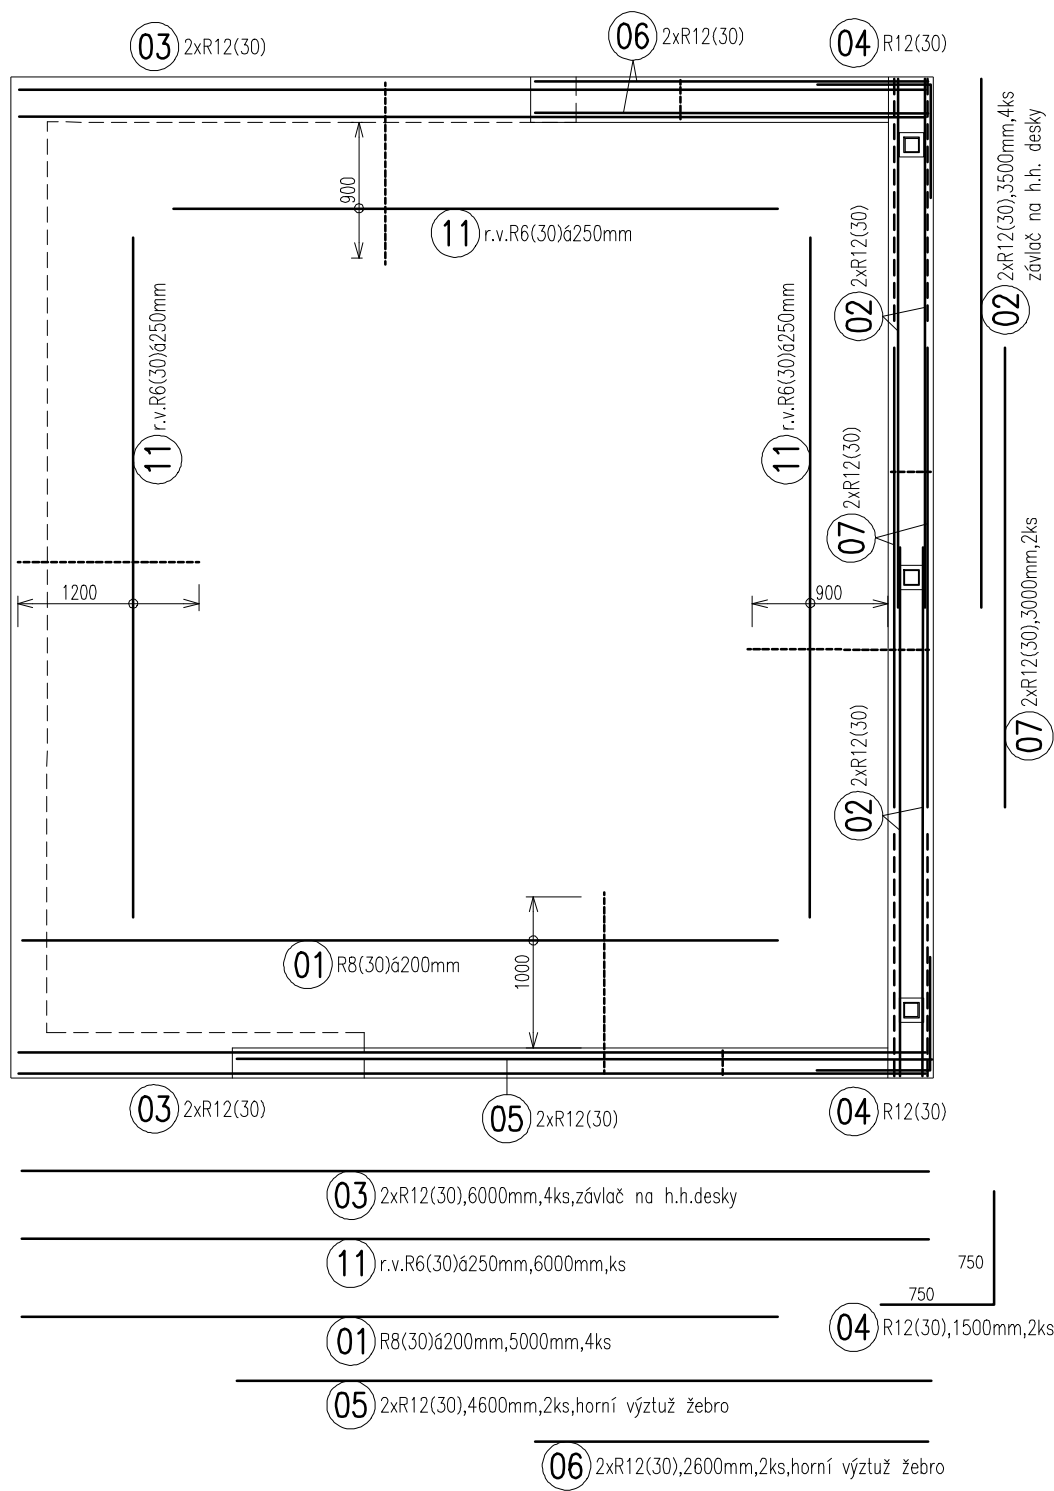 03 2xR12(30)
06 2xR12(30)
04 R12(30)
900
11 r.v.R6(30)á250mm
11 r.v.R6(30)á250mm
11 r.v.R6(30)á250mm
02 2xR12(30)
02 2xR12(30),3500mm,4ks
závlač na h.h. desky
07 2xR12(30)
07 2xR12(30),3000mm,2ks
1200
900
02 2xR12(30)
01 R8(30)á200mm
1000
03 2xR12(30)
05 2xR12(30)
04 R12(30)
03 2xR12(30),6000mm,4ks,závlač na h.h.desky
11 r.v.R6(30)á250mm,6000mm,ks
750
750
04 R12(30),1500mm,2ks
01 R8(30)á200mm,5000mm,4ks
05 2xR12(30),4600mm,2ks,horní výztuž žebro
06 2xR12(30),2600mm,2ks,horní výztuž žebro